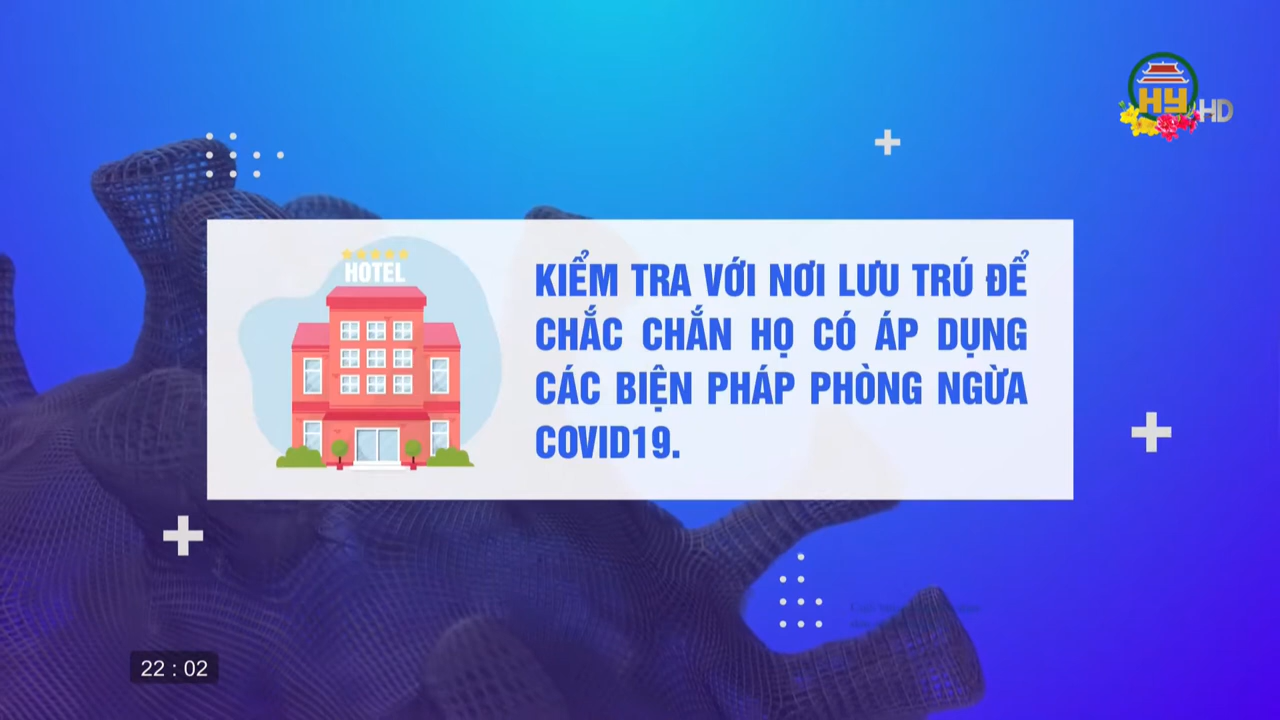 HY HD
HOTEL
KIỂM TRA VỚI NƠI LƯU TRÚ ĐỂ
CHẮC CHẮN HỌ CÓ ÁP DỤNG
CÁC BIỆN PHÁP PHÒNG NGỪA
COVID19.
22 : 02